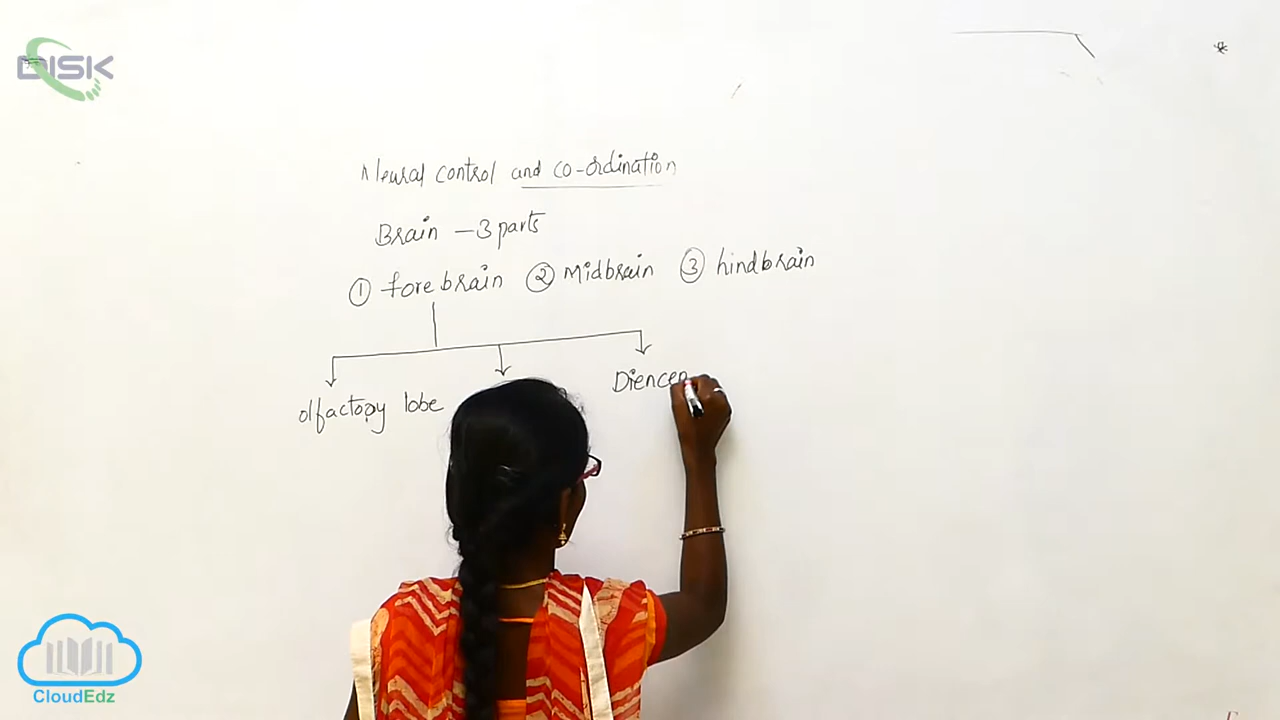 DISK
Neural control and co-ordination
Brain - 3 parts
① fore brain ② Midbrain ③ hindbrain
olfactory lobe Diencep
CloudEdz